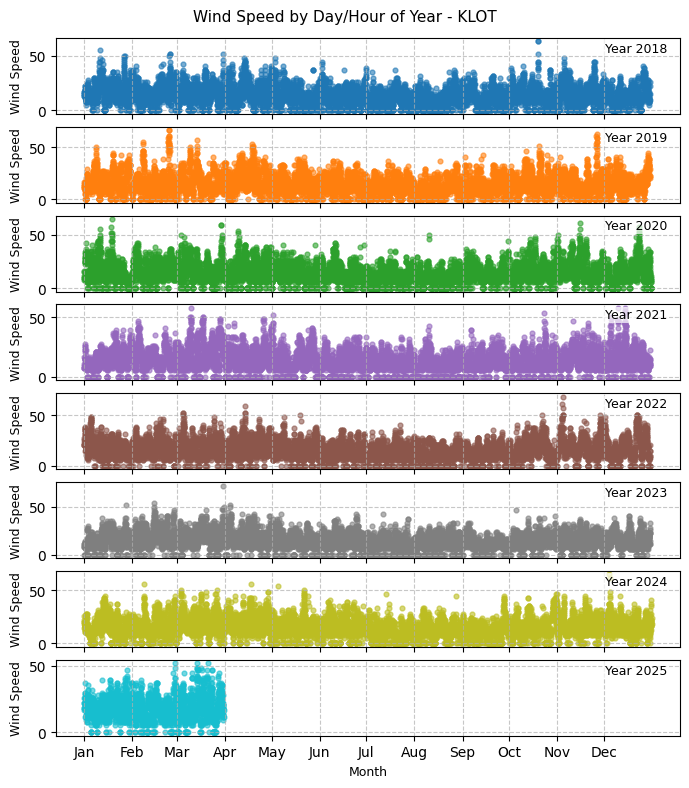 Wind Speed by Day/Hour of Year - KLOT
Wind Speed
50
0
Year 2018
Wind Speed
50
0
Year 2019
Wind Speed
50
0
Year 2020
Wind Speed
50
0
Year 2021
Wind Speed
50
0
Year 2022
Wind Speed
50
0
Year 2023
Wind Speed
50
0
Year 2024
Wind Speed
50
0
Year 2025
Jan Feb Mar Apr May Jun Jul Aug Sep Oct Nov Dec
Month